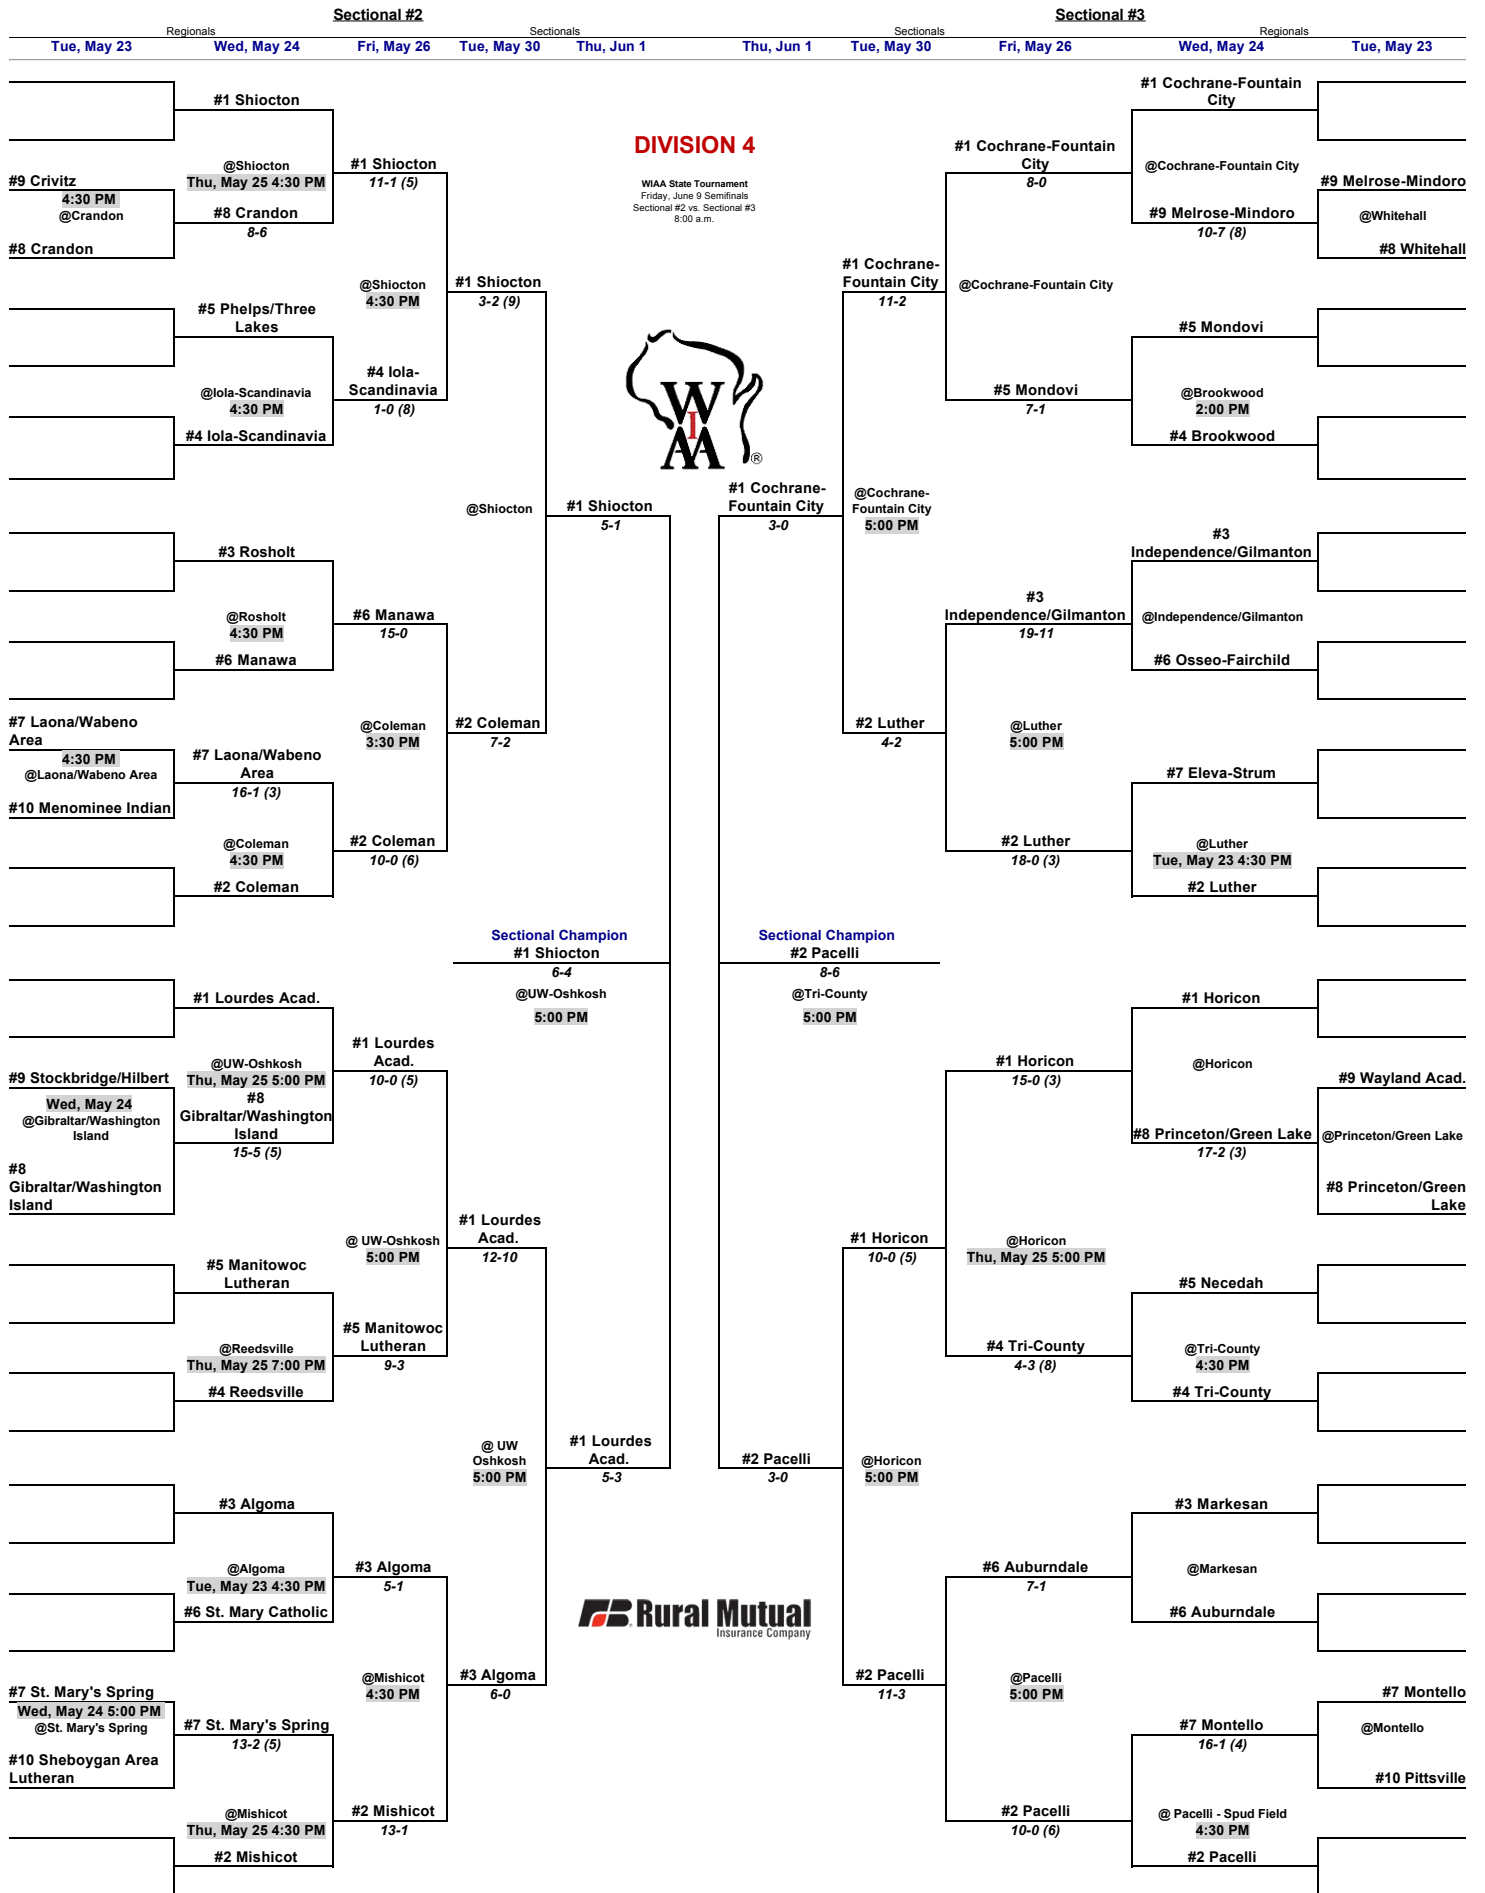 Sectional #2
Sectional #3
Regionals
Sectionals
Sectionals
Regionals
Tue, May 23
Wed, May 24
Fri, May 26
Tue, May 30
Thu, Jun 1
Thu, Jun 1
Tue, May 30
Fri, May 26
Wed, May 24
Tue, May 23
DIVISION 4
WIAA State Tournament
Friday, June 9 Semifinals
Sectional #2 vs. Sectional #3
8:00 a.m.
#9 Crivitz
4:30 PM
@Crandon
#8 Crandon
#7 Laona/Wabeno
Area
4:30 PM
@Laona/Wabeno Area
#10 Menominee Indian
#9 Stockbridge/Hilbert
Wed, May 24
@Gibraltar/Washington
Island
#8
Gibraltar/Washington
Island
#7 St. Mary's Spring
Wed, May 24 5:00 PM
@St. Mary's Spring
#10 Sheboygan Area
Lutheran
#1 Shiocton
@Shiocton
Thu, May 25 4:30 PM
#8 Crandon
8-6
#5 Phelps/Three
Lakes
@Iola-Scandinavia
4:30 PM
#4 Iola-Scandinavia
#3 Rosholt
@Rosholt
4:30 PM
#6 Manawa
#7 Laona/Wabeno
Area
16-1 (3)
@Coleman
4:30 PM
#2 Coleman
#1 Lourdes Acad.
@UW-Oshkosh
Thu, May 25 5:00 PM
#8
Gibraltar/Washington
Island
15-5 (5)
#5 Manitowoc
Lutheran
@Reedsville
Thu, May 25 7:00 PM
#4 Reedsville
#3 Algoma
@Algoma
Tue, May 23 4:30 PM
#6 St. Mary Catholic
#7 St. Mary's Spring
13-2 (5)
@Mishicot
Thu, May 25 4:30 PM
#2 Mishicot
#1 Shiocton
11-1 (5)
@Shiocton
4:30 PM
#4 Iola-
Scandinavia
1-0 (8)
#6 Manawa
15-0
@Coleman
3:30 PM
#2 Coleman
10-0 (6)
#1 Lourdes
Acad.
10-0 (5)
@ UW-Oshkosh
5:00 PM
#5 Manitowoc
Lutheran
9-3
#3 Algoma
5-1
@Mishicot
4:30 PM
#2 Mishicot
13-1
#1 Shiocton
3-2 (9)
@Shiocton
#2 Coleman
7-2
#1 Lourdes
Acad.
12-10
@ UW
Oshkosh
5:00 PM
#3 Algoma
6-0
#1 Shiocton
5-1
Sectional Champion
#1 Shiocton
6-4
@UW-Oshkosh
5:00 PM
#1 Lourdes
Acad.
5-3
WIAA
®
Rural Mutual
Insurance Company
#1 Cochrane-
Fountain City
3-0
Sectional Champion
#2 Pacelli
8-6
@Tri-County
5:00 PM
#2 Pacelli
3-0
#1 Cochrane-
Fountain City
11-2
@Cochrane-
Fountain City
5:00 PM
#2 Luther
4-2
#1 Horicon
10-0 (5)
@Horicon
5:00 PM
#2 Pacelli
11-3
#1 Cochrane-Fountain
City
8-0
@Cochrane-Fountain City
#5 Mondovi
7-1
#3
Independence/Gilmanton
19-11
@Luther
5:00 PM
#2 Luther
18-0 (3)
#1 Horicon
15-0 (3)
@Horicon
Thu, May 25 5:00 PM
#4 Tri-County
4-3 (8)
#6 Auburndale
7-1
@Pacelli
5:00 PM
#2 Pacelli
10-0 (6)
#1 Cochrane-Fountain
City
@Cochrane-Fountain City
#9 Melrose-Mindoro
10-7 (8)
#5 Mondovi
@Brookwood
2:00 PM
#4 Brookwood
#3
Independence/Gilmanton
@Independence/Gilmanton
#6 Osseo-Fairchild
#7 Eleva-Strum
@Luther
Tue, May 23 4:30 PM
#2 Luther
#1 Horicon
@Horicon
#8 Princeton/Green Lake
17-2 (3)
#5 Necedah
@Tri-County
4:30 PM
#4 Tri-County
#3 Markesan
@Markesan
#6 Auburndale
#7 Montello
16-1 (4)
@ Pacelli - Spud Field
4:30 PM
#2 Pacelli
#9 Melrose-Mindoro
@Whitehall
#8 Whitehall
#9 Wayland Acad.
@Princeton/Green Lake
#8 Princeton/Green
Lake
#7 Montello
@Montello
#10 Pittsville